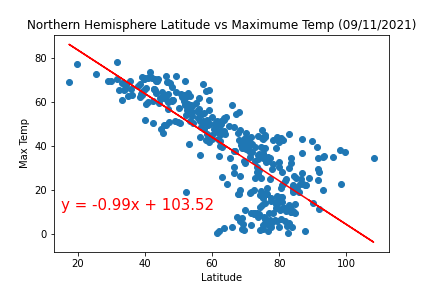 Northern Hemisphere Latitude vs Maximume Temp (09/11/2021)
Max Temp
80
60
40
20
0
y = -0.99x + 103.52
20 40 60 80 100
Latitude